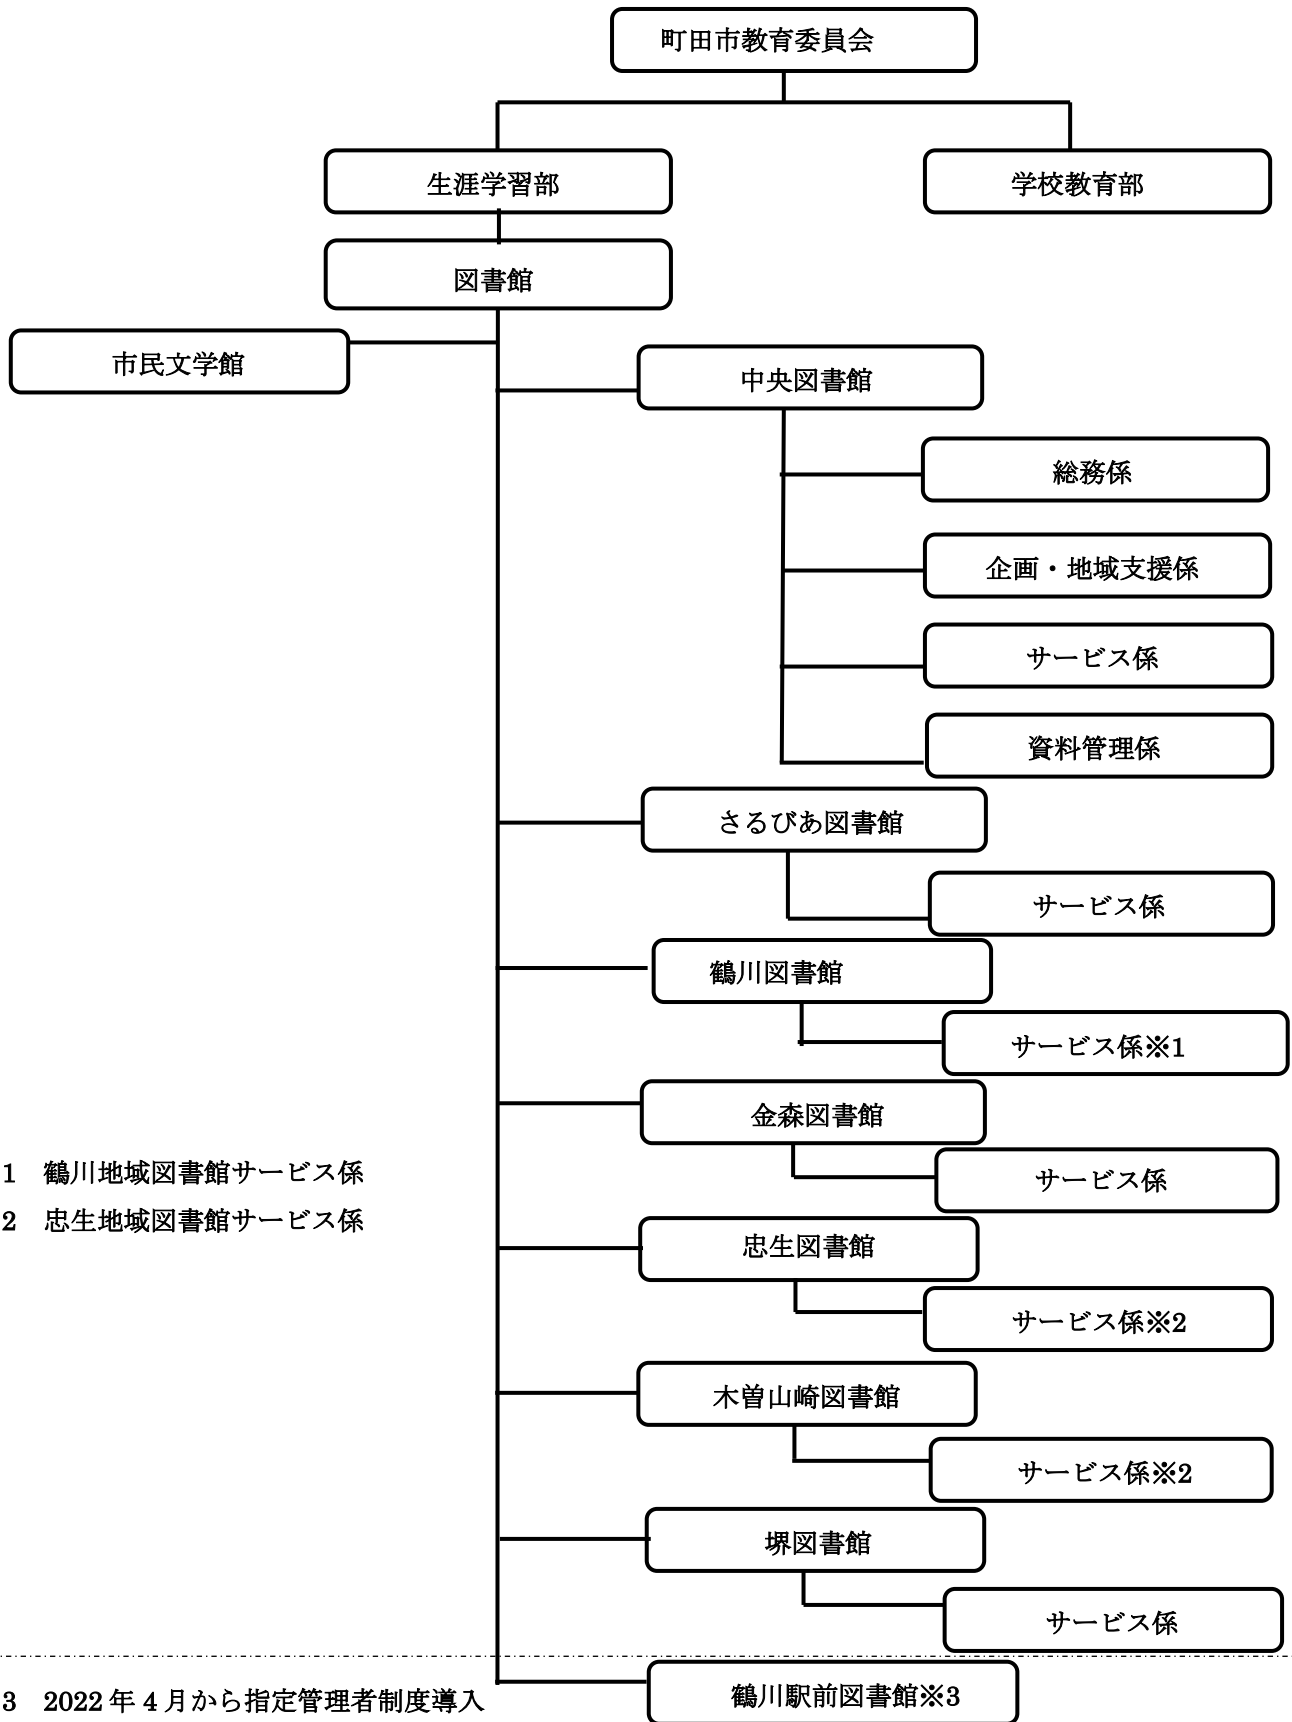 町田市教育委員会
生涯学習部
学校教育部
図書館
市民文学館
中央図書館
総務係
企画・地域支援係
サービス係
資料管理係
さるびあ図書館
サービス係
鶴川図書館
サービス係※1
金森図書館
1　鶴川地域図書館サービス係
サービス係
2　忠生地域図書館サービス係
忠生図書館
サービス係※2
木曽山崎図書館
サービス係※2
堺図書館
サービス係
鶴川駅前図書館※3
3　2022年4月から指定管理者制度導入